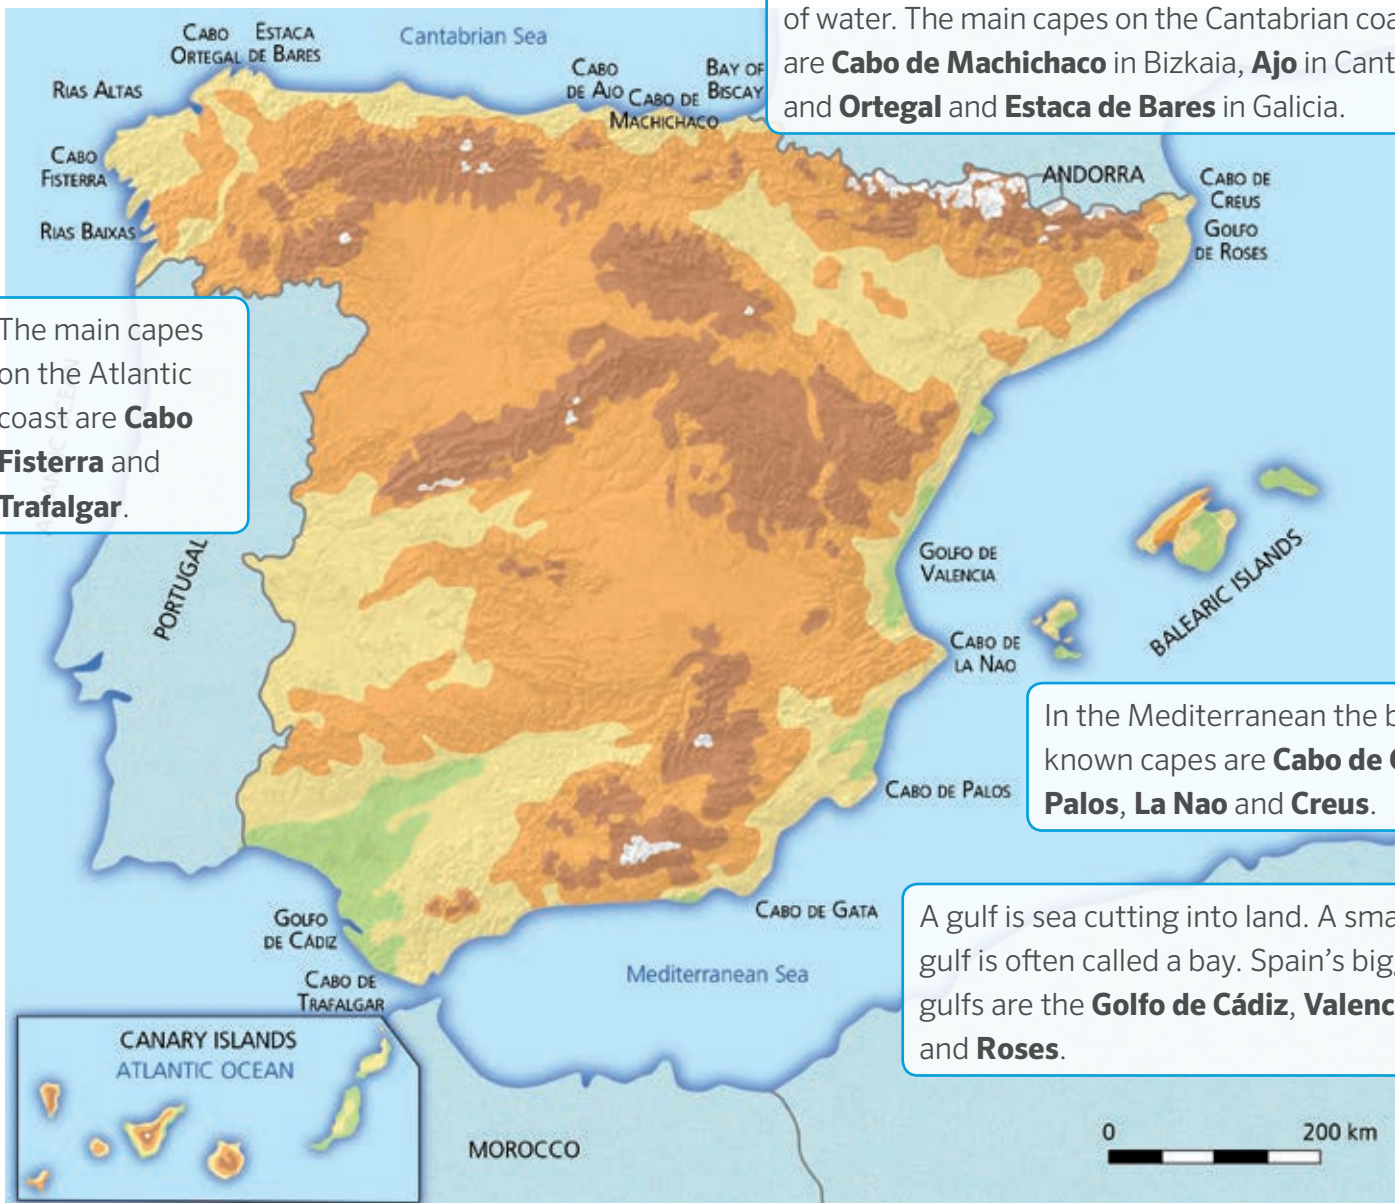 of water. The main capes on the Cantabrian coa
are Cabo de Machichaco in Bizkaia, Ajo in Cant
and Ortegal and Estaca de Bares in Galicia.
CABO ORTEGAL
ESTACA DE BARES
Cantabrian Sea
CABO DE AJO
CABO DE MACHICHACO
BAY OF BISCAY
RIAS ALTAS
CABO FISTERRA
RIAS BAIXAS
ANDORRA
CABO DE CREUS
GOLFO DE ROSES
The main capes
on the Atlantic
coast are Cabo
Fisterra and
Trafalgar.
PORTUGAL
GOLFO DE VALENCIA
BALEARIC ISLANDS
CABO DE LA NAO
In the Mediterranean the b
known capes are Cabo de
Palos, La Nao and Creus.
CABO DE PALOS
CABO DE GATA
A gulf is sea cutting into land. A sma
gulf is often called a bay. Spain's big
gulfs are the Golfo de Cádiz, Valenc
and Roses.
GOLFO DE CÁDIZ
CABO DE TRAFALGAR
Mediterranean Sea
CANARY ISLANDS
ATLANTIC OCEAN
MOROCCO
0 200 km